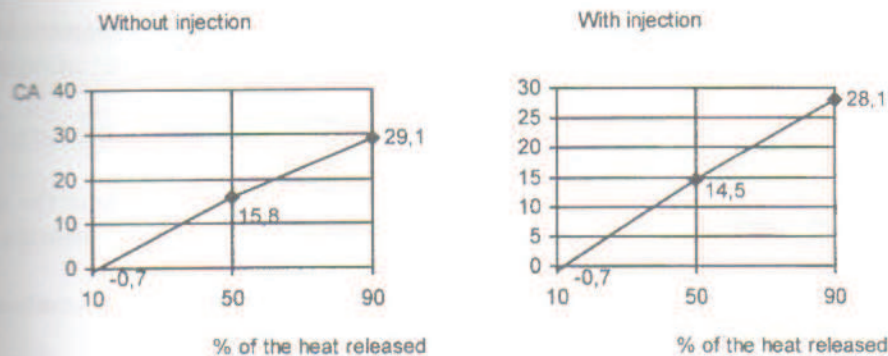 Without injection
CA 40
30
20
10
0
29,1
15,8
-0,7
10 50 90
% of the heat released
With injection
30
25
20
15
10
5
0
28,1
14,5
-0,7
10 50 90
% of the heat released